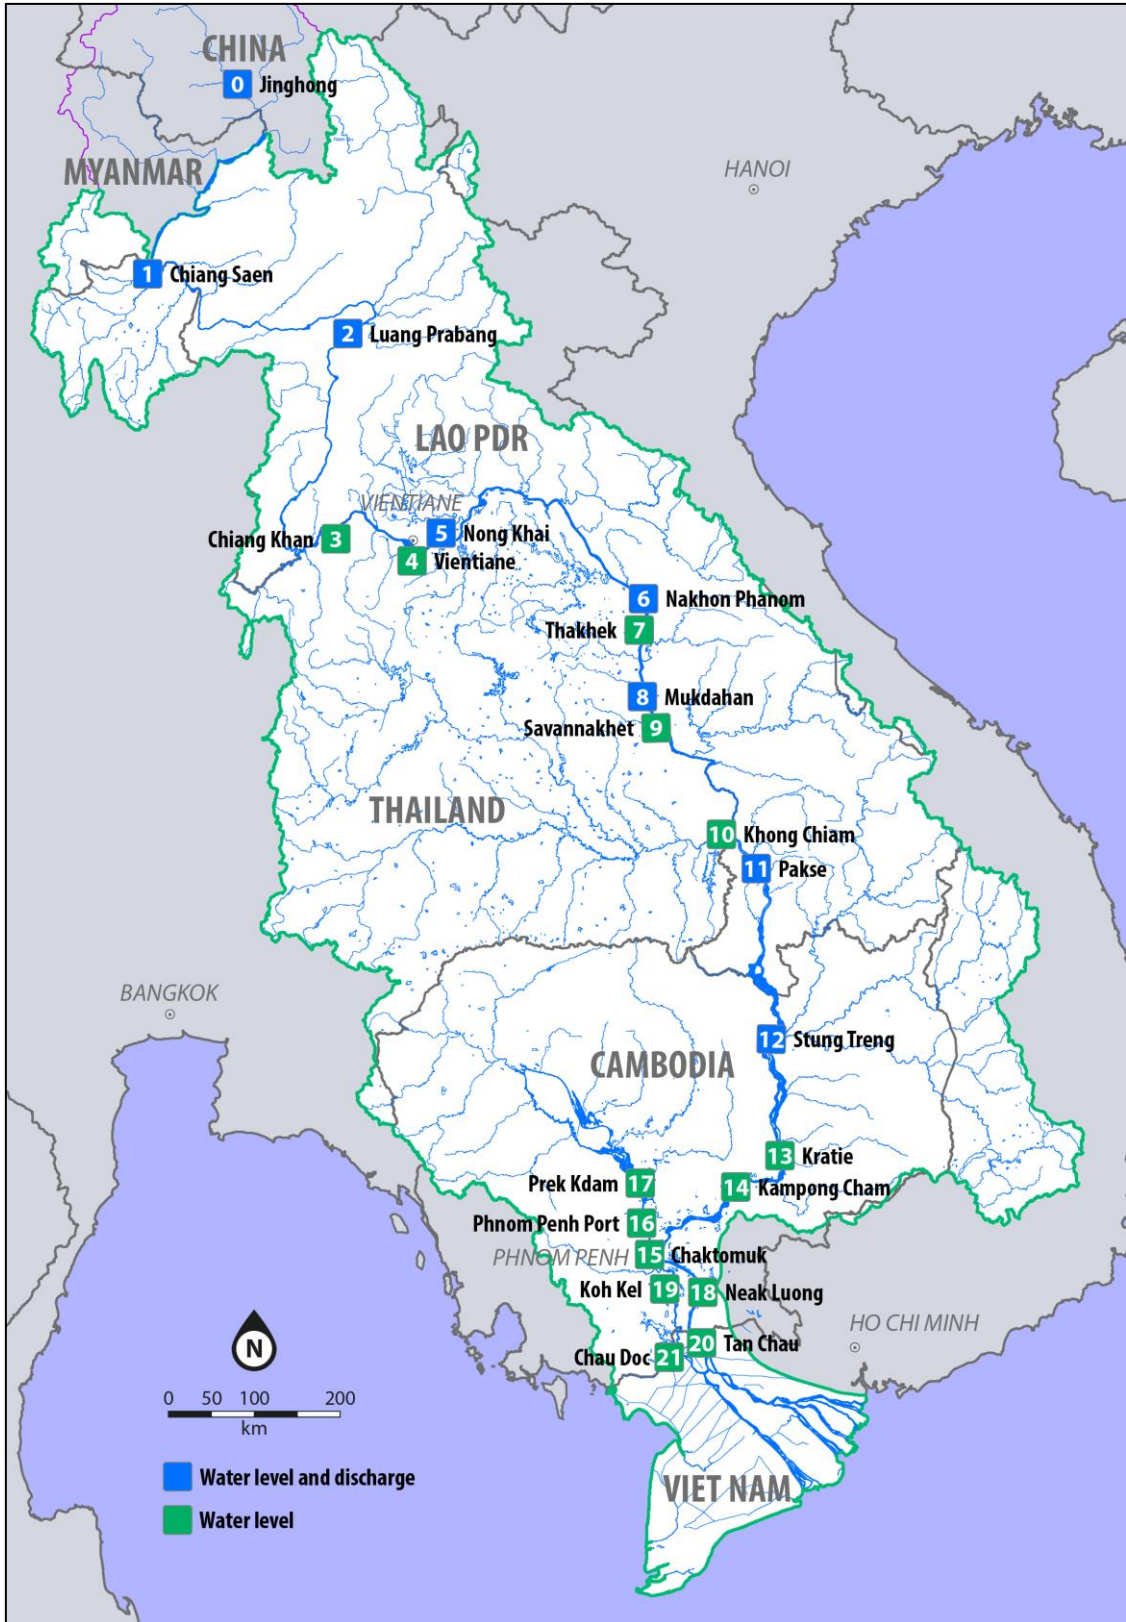 CHINA
0 Jinghong
MYANMAR
HANOI
1 Chiang Saen
2 Luang Prabang
LAO PDR
VIENTIANE
Chiang Khan 3
5 Nong Khai
4 Vientiane
6 Nakhon Phanom
Thakhek 7
8 Mukdahan
Savannakhet 9
THAILAND
10 Khong Chiam
11 Pakse
BANGKOK
12 Stung Treng
CAMBODIA
13 Kratie
Prek Kdam 17
14 Kampong Cham
Phnom Penh Port 16
PHNOM PENH 15 Chaktomuk
Koh Kel 19
18 Neak Luong
HO CHI MINH
20 Tan Chau
Chau Doc 21
N
0 50 100 200
km
Water level and discharge
Water level
VIET NAM